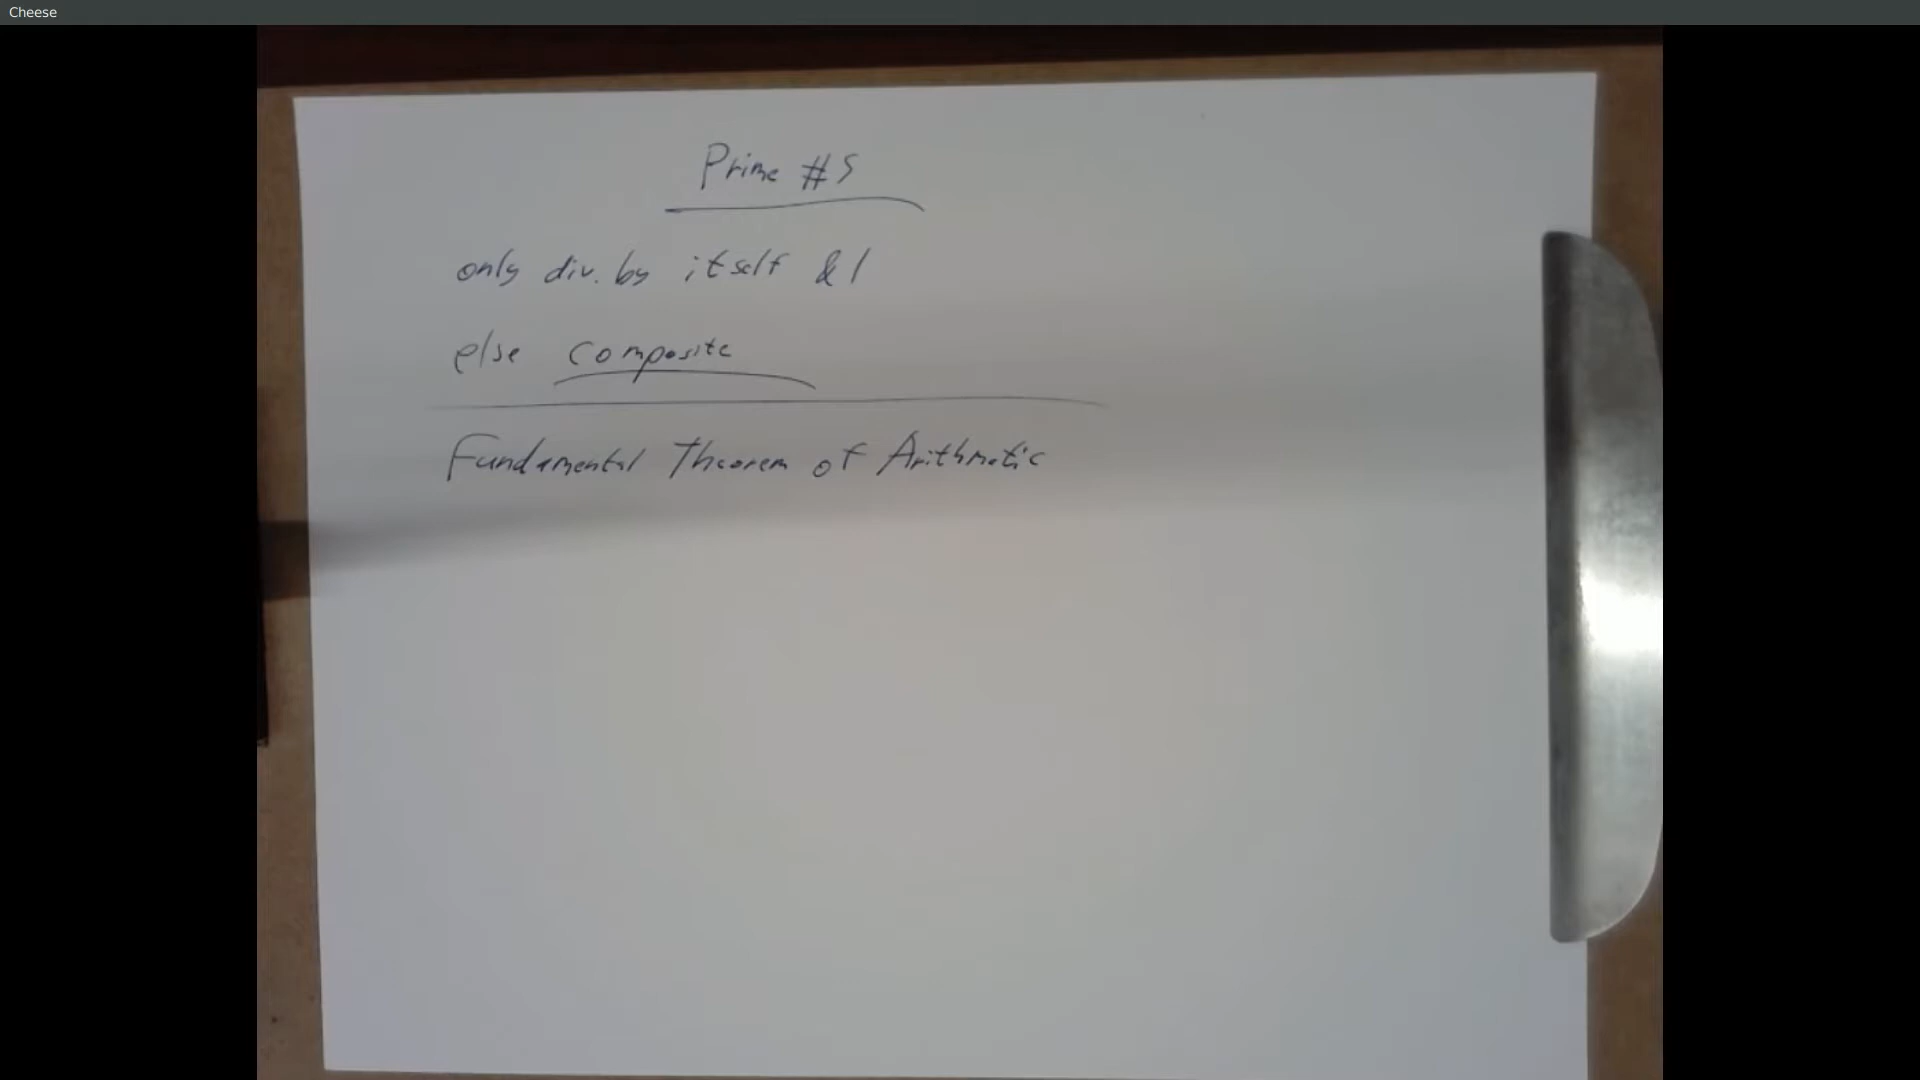 Cheese
Prime #s
only div. by itself & 1
else composite
Fundamental Theorem of Arithmetic